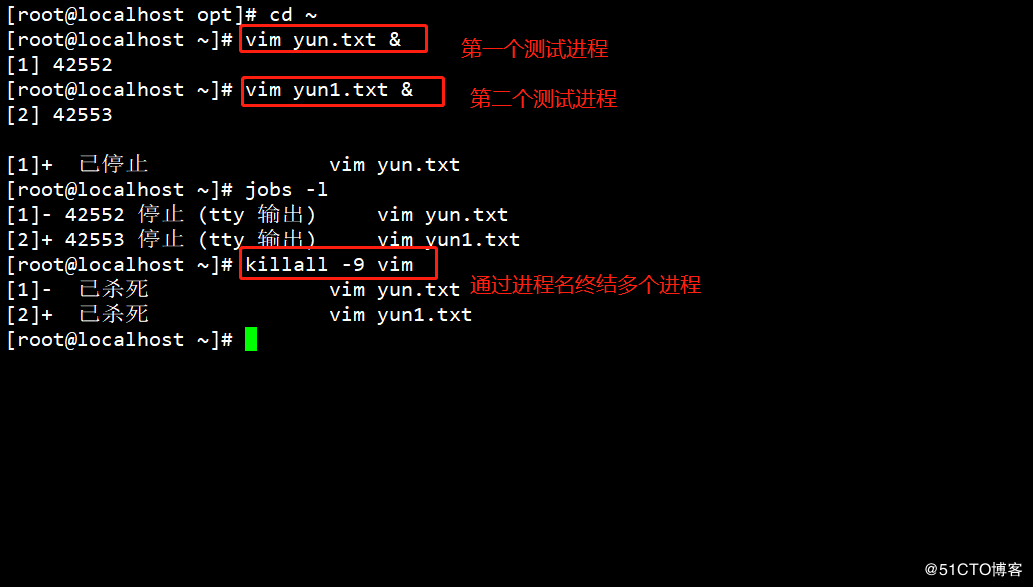 [root@localhost opt]# cd ~
[root@localhost ~]# vim yun.txt &
第一个测试进程
[1] 42552
[root@localhost ~]# vim yun1.txt &
第二个测试进程
[2] 42553
[1]+  已停止               vim yun.txt
[root@localhost ~]# jobs -l
[1]- 42552 停止 (tty 输出)     vim yun.txt
[2]+ 42553 停止 (tty 输出)     vim yun1.txt
[root@localhost ~]# killall -9 vim
通过进程名终结多个进程
[1]-  已杀死               vim yun.txt
[2]+  已杀死               vim yun1.txt
[root@localhost ~]#
@51CTO博客